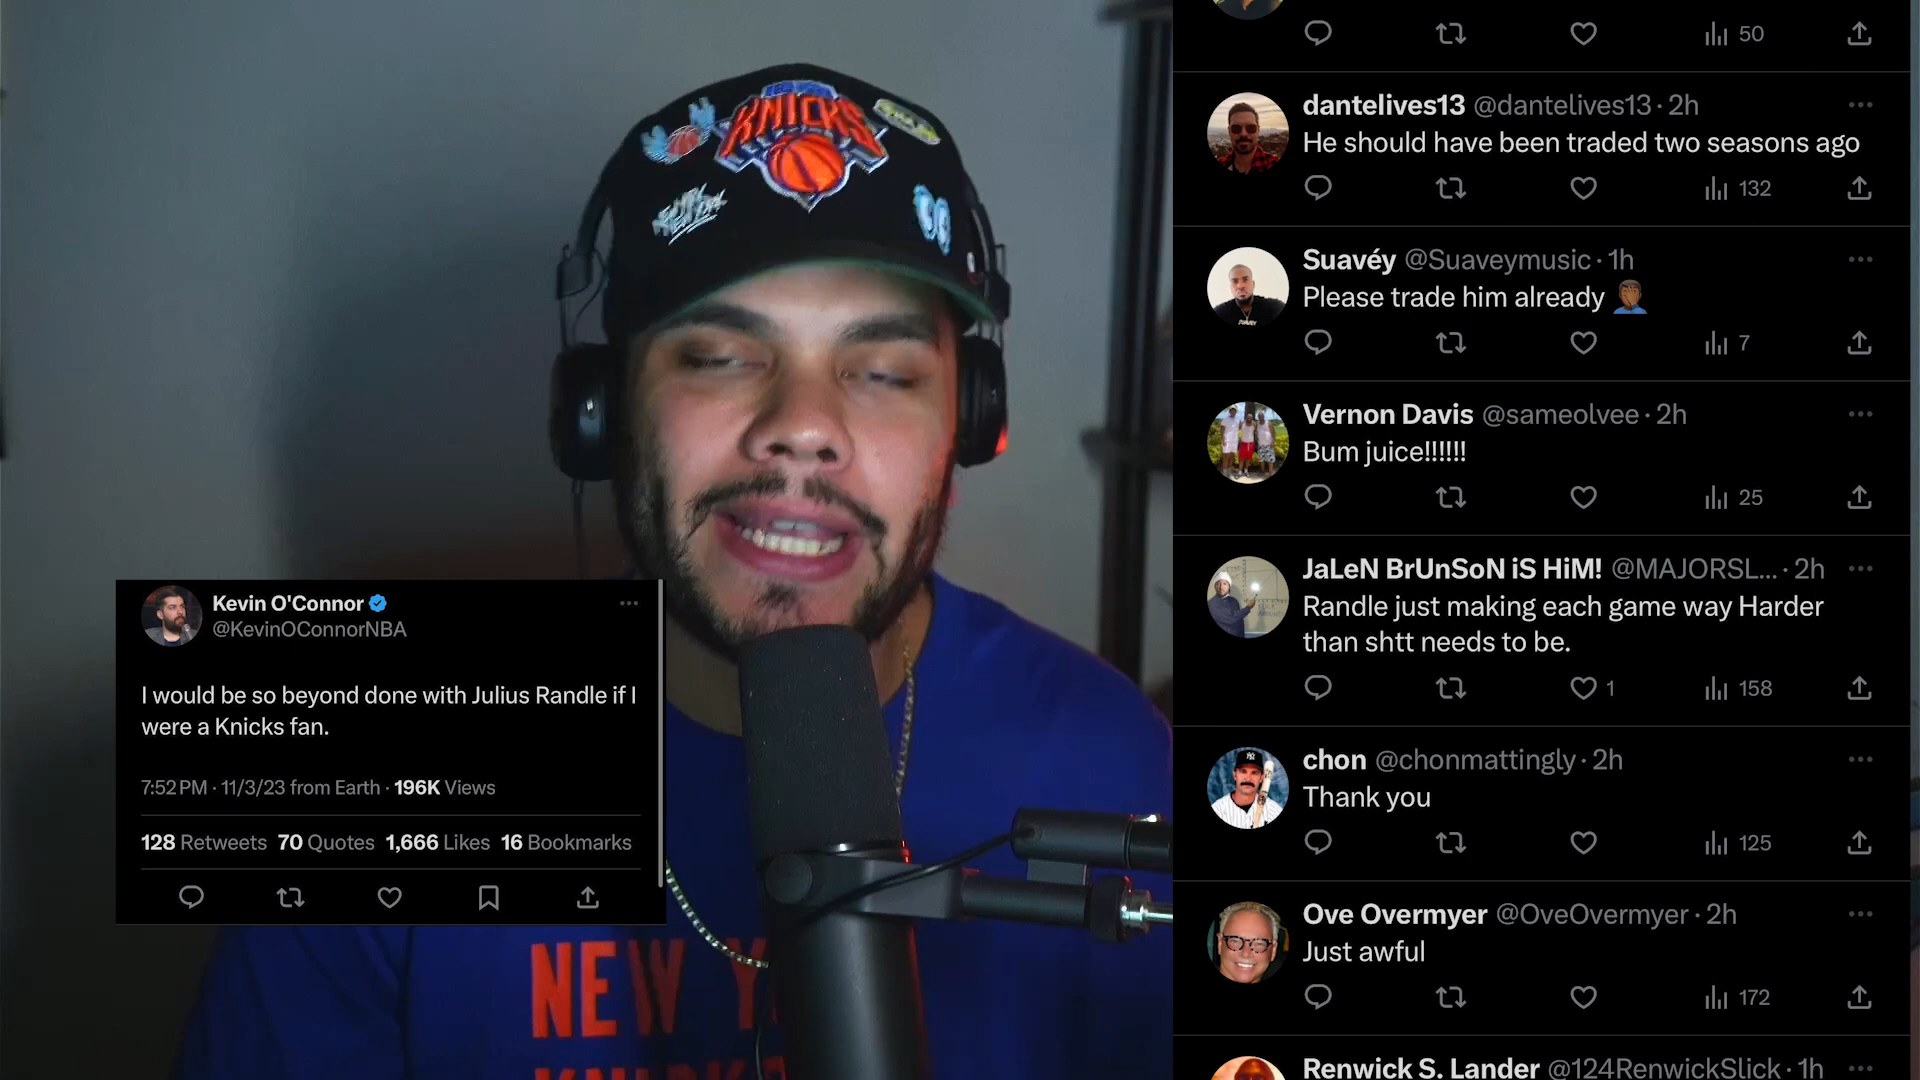 KNICKS
NEW Y
Kevin O'Connor
@KevinOConnorNBA
I would be so beyond done with Julius Randle if I
were a Knicks fan.
7:52 PM · 11/3/23 from Earth · 196K Views
128 Retweets 70 Quotes 1,666 Likes 16 Bookmarks
50
dantelives13 @dantelives13 · 2h
He should have been traded two seasons ago
132
Suavéy @Suaveymusic · 1h
Please trade him already 🤦🏾‍♂️
7
Vernon Davis @sameolvee · 2h
Bum juice!!!!!!
25
JaLeN BrUnSoN iS HiM! @MAJORSL... · 2h
Randle just making each game way Harder
than shtt needs to be.
1 158
chon @chonmattingly · 2h
Thank you
125
Ove Overmyer @OveOvermyer · 2h
Just awful
172
Renwick S. Lander @124RenwickSlick · 1h